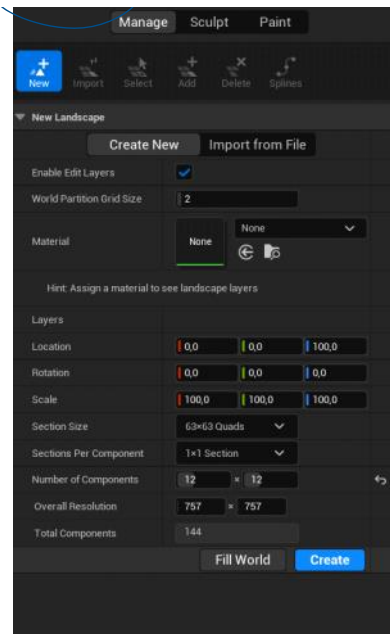 Manage Sculpt Paint
New Import Select Add Delete Splines
New Landscape
Create New Import from File
Enable Edit Layers
World Partition Grid Size 2
None
Material None
Hint: Assign a material to see landscape layers
Layers
Location 0,0 0,0 100,0
Rotation 0,0 0,0 0,0
Scale 100,0 100,0 100,0
Section Size 63×63 Quads
Sections Per Component 1×1 Section
Number of Components 12 × 12
Overall Resolution 757 × 757
Total Components 144
Fill World Create